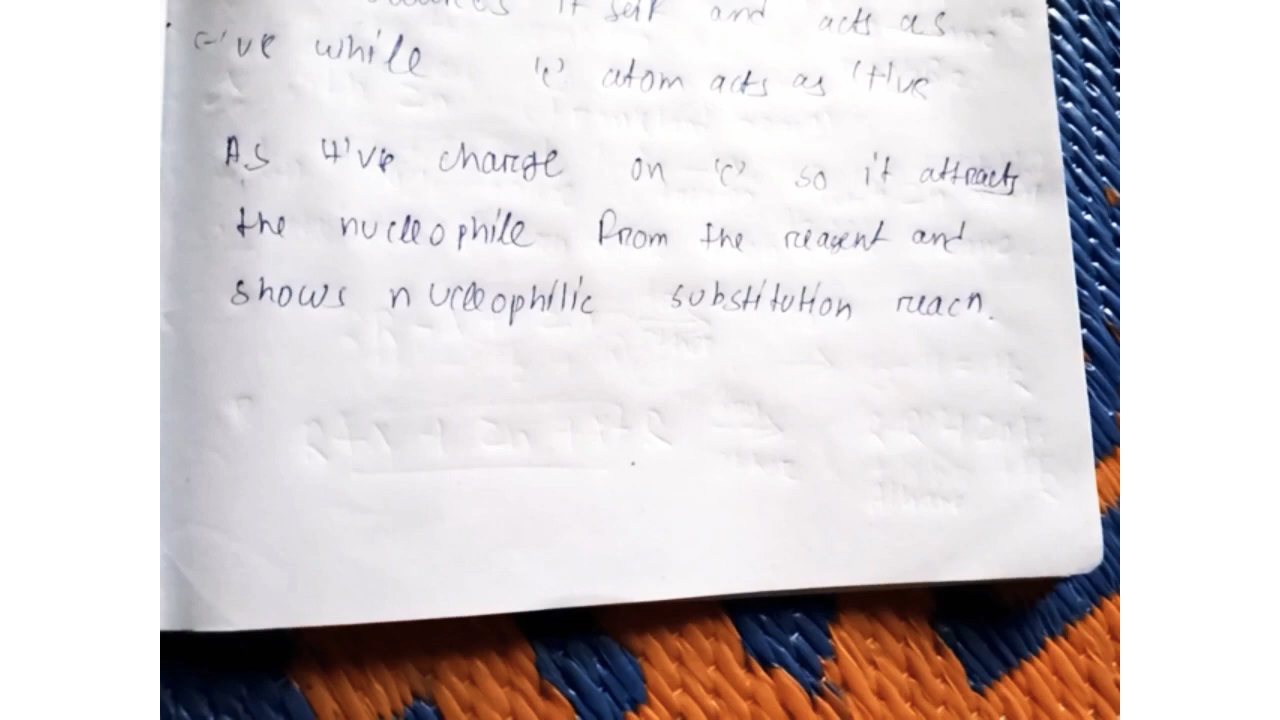 it self and acts as
(-)'ve while 'c' atom acts as '(+)ve
As (+)'ve charge on 'c' so it attracts
the nucleophile from the reagent and
shows nucleophilic substitution reacn.